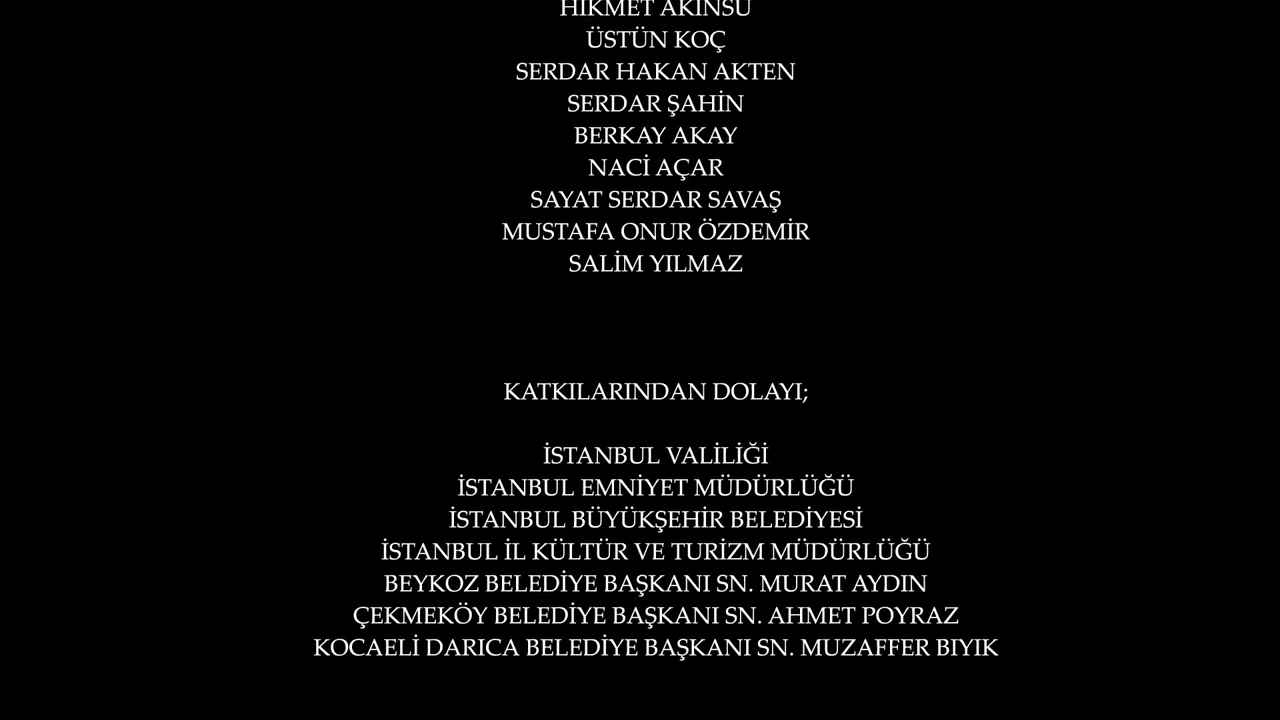 HİKMET AKINSU
ÜSTÜN KOÇ
SERDAR HAKAN AKTEN
SERDAR ŞAHİN
BERKAY AKAY
NACİ AÇAR
SAYAT SERDAR SAVAŞ
MUSTAFA ONUR ÖZDEMİR
SALİM YILMAZ
KATKILARINDAN DOLAYI;
İSTANBUL VALİLİĞİ
İSTANBUL EMNİYET MÜDÜRLÜĞÜ
İSTANBUL BÜYÜKŞEHİR BELEDİYESİ
İSTANBUL İL KÜLTÜR VE TURİZM MÜDÜRLÜĞÜ
BEYKOZ BELEDİYE BAŞKANI SN. MURAT AYDIN
ÇEKMEKÖY BELEDİYE BAŞKANI SN. AHMET POYRAZ
KOCAELİ DARICA BELEDİYE BAŞKANI SN. MUZAFFER BIYIK